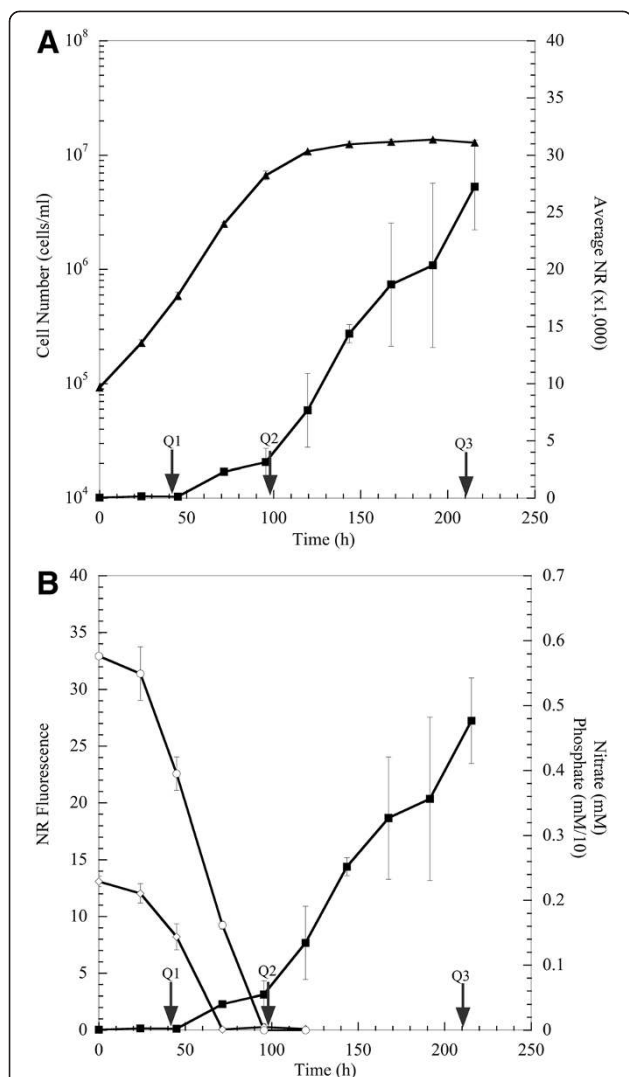 A
10^8
10^7
10^6
10^5
10^4
Cell Number (cells/ml)
40
35
30
25
20
15
10
5
0
Average NR (x1,000)
Q1
Q2
Q3
0 50 100 150 200 250
Time (h)
B
40
35
30
25
20
15
10
5
0
NR Fluorescence
0.7
0.6
0.5
0.4
0.3
0.2
0.1
0
Nitrate (mM)
Phosphate (mM/10)
Q1
Q2
Q3
0 50 100 150 200 250
Time (h)